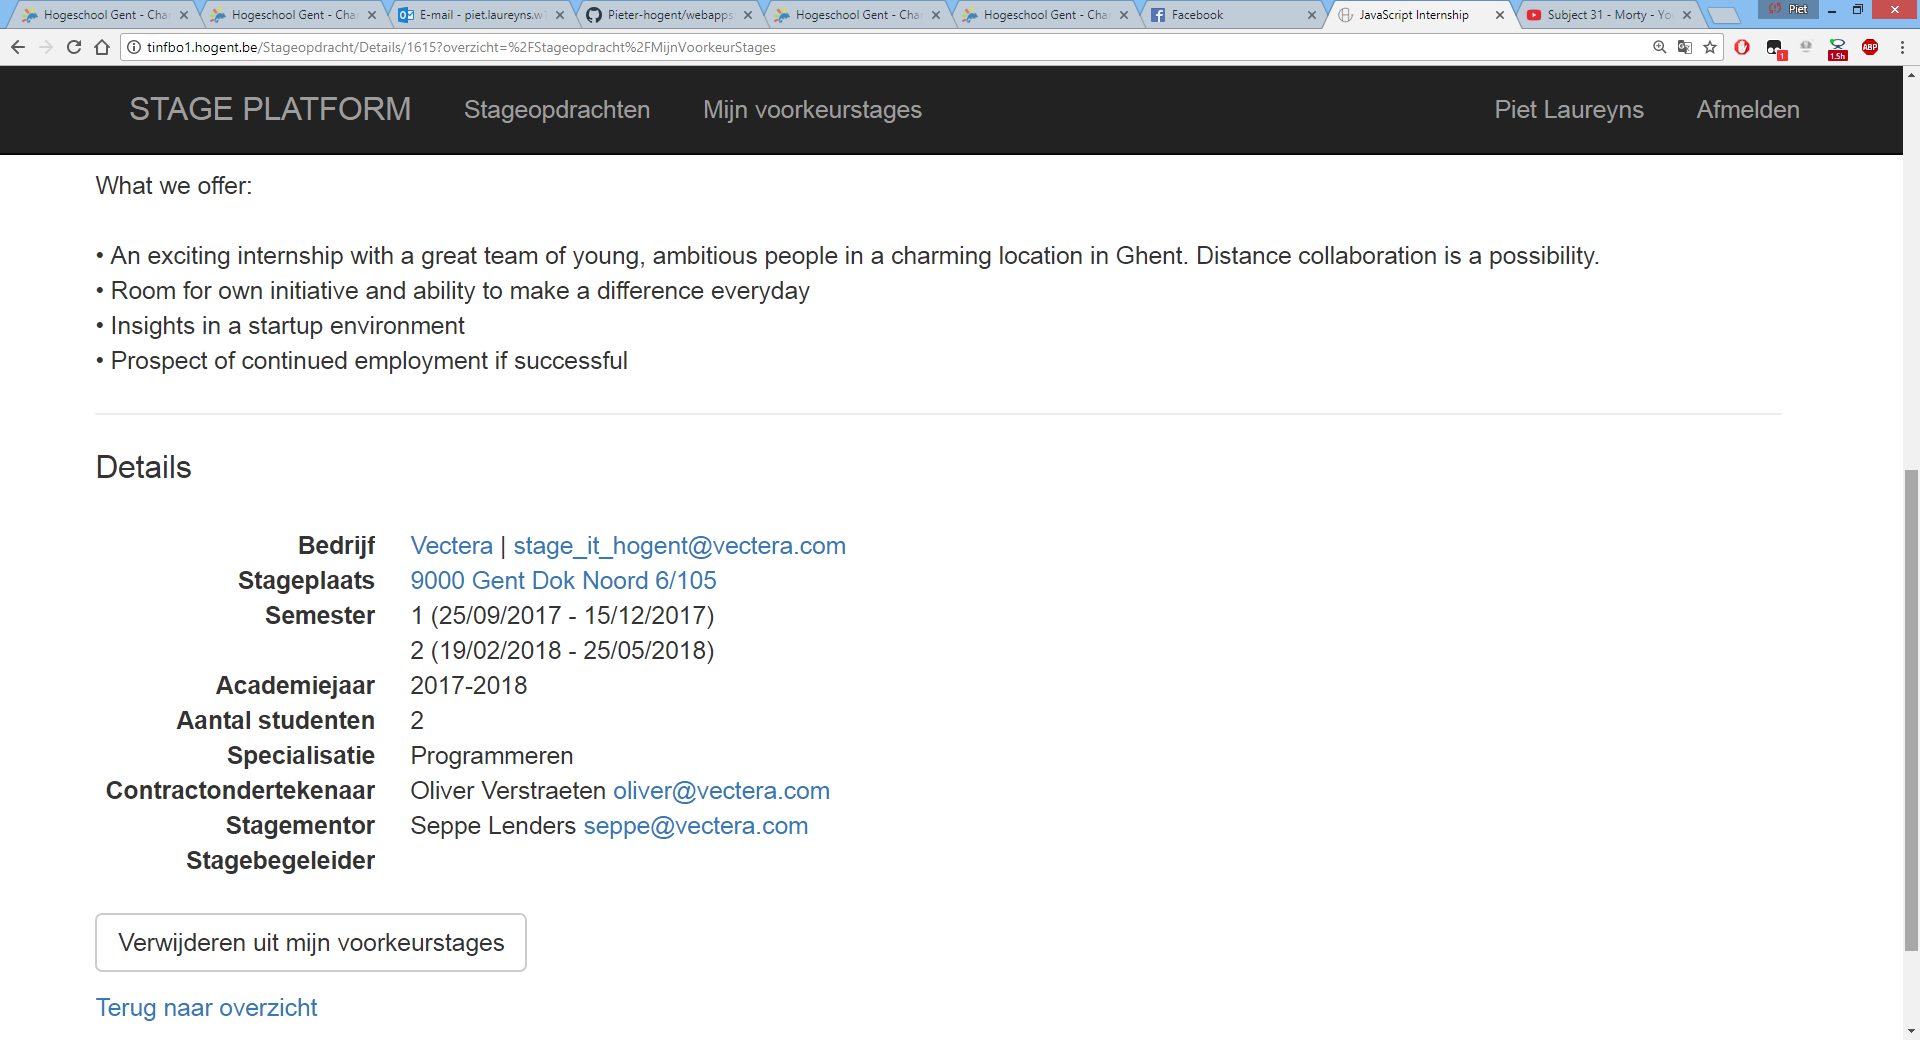 Hogeschool Gent - Cha
Hogeschool Gent - Cha
E-mail - piet.laureyns.w
Pieter-hogent/webapps
Hogeschool Gent - Cha
Hogeschool Gent - Cha
Facebook
JavaScript Internship
Subject 31 - Morty - Yo
Piet
tinfbo1.hogent.be/Stageopdracht/Details/1615?overzicht=%2FStageopdracht%2FMijnVoorkeurStages
1
1.5h
ABP
STAGE PLATFORM
Stageopdrachten
Mijn voorkeurstages
Piet Laureyns
Afmelden
What we offer:
• An exciting internship with a great team of young, ambitious people in a charming location in Ghent. Distance collaboration is a possibility.
• Room for own initiative and ability to make a difference everyday
• Insights in a startup environment
• Prospect of continued employment if successful
Details
Bedrijf Vectera | stage_it_hogent@vectera.com
Stageplaats 9000 Gent Dok Noord 6/105
Semester 1 (25/09/2017 - 15/12/2017)
2 (19/02/2018 - 25/05/2018)
Academiejaar 2017-2018
Aantal studenten 2
Specialisatie Programmeren
Contractondertekenaar Oliver Verstraeten oliver@vectera.com
Stagementor Seppe Lenders seppe@vectera.com
Stagebegeleider
Verwijderen uit mijn voorkeurstages
Terug naar overzicht